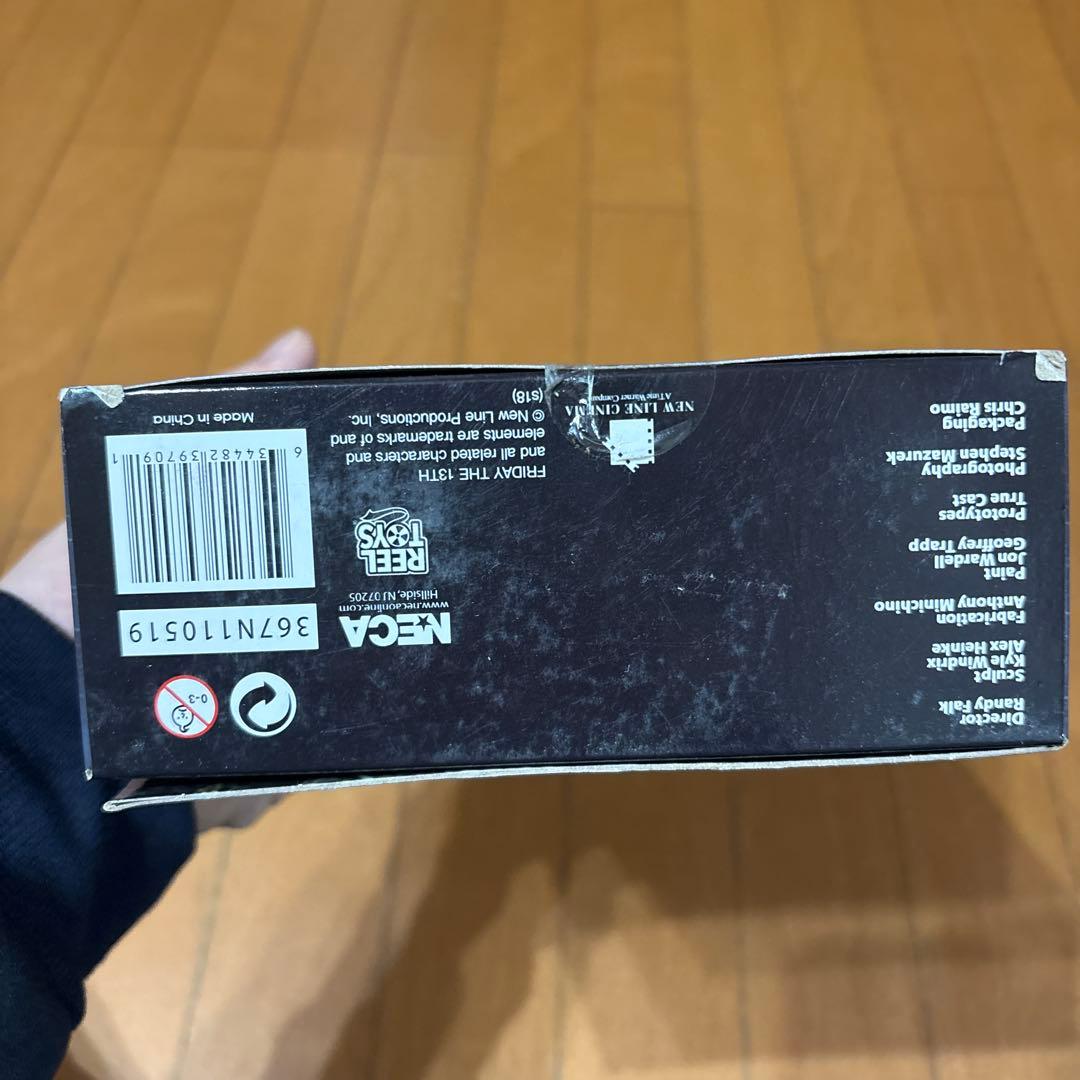 Director
Randy Falk
Sculpt
Kyle Windrix
Alex Heinke
Fabrication
Anthony Minichino
Paint
Jon Wardell
Geoffrey Trapp
Prototypes
True Cast
Photography
Stephen Mazurek
Packaging
Chris Raimo
NEW LINE CINEMA
A Time Warner Company
NECA
www.necaonline.com
Hillside, NJ 07205
REEL
TOYS
FRIDAY THE 13TH
and all related characters and
elements are trademarks of and
© New Line Productions, Inc.
(s18)
0-3
367N110519
6 34482 39709 1
Made in China